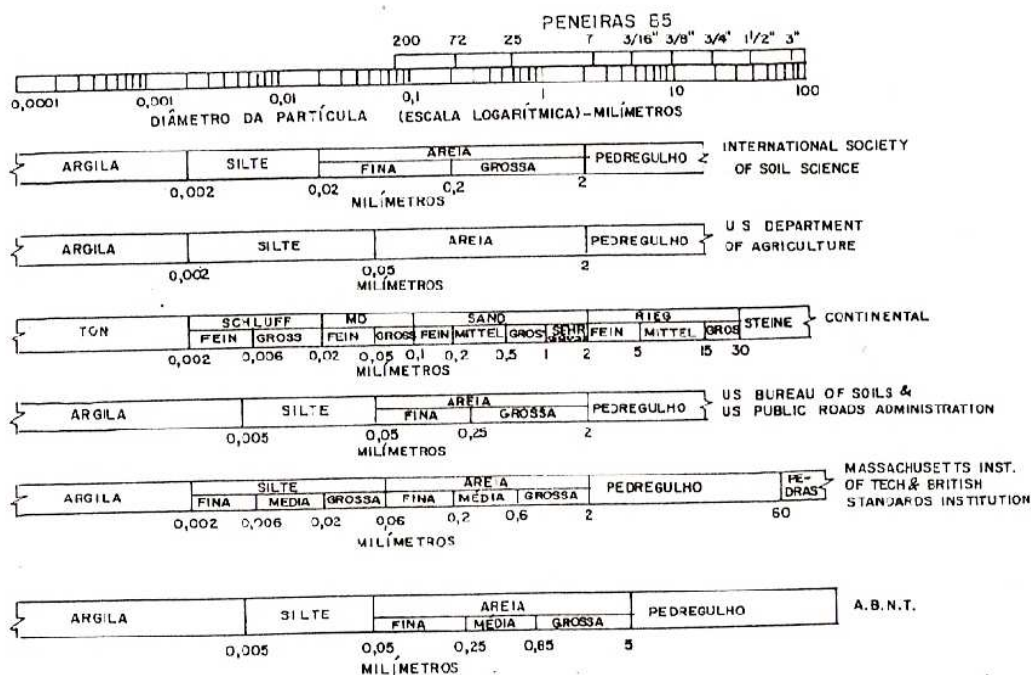 PENEIRAS B5
200 72 25 7 3/16" 3/8" 3/4" 1 1/2" 3"
0,0001 0,001 0,01 0,1 1 10 100
DIÂMETRO DA PARTÍCULA (ESCALA LOGARÍTMICA)-MILÍMETROS
INTERNATIONAL SOCIETY
OF SOIL SCIENCE
AREIA
ARGILA SILTE FINA GROSSA PEDREGULHO
0,002 0,02 0,2 2
MILÍMETROS
U S DEPARTMENT
OF AGRICULTURE
ARGILA SILTE AREIA PEDREGULHO
0,002 0,05 2
MILÍMETROS
SCHLUFF MO SAND RIEG
TON STEINE CONTINENTAL
FEIN GROSS FEIN GROSS FEIN MITTEL GROS SEHR FEIN MITTEL GROS
0,002 0,006 0,02 0,05 0,1 0,2 0,5 1 2 5 15 30
MILÍMETROS
US BUREAU OF SOILS &
US PUBLIC ROADS ADMINISTRATION
AREIA
ARGILA SILTE FINA GROSSA PEDREGULHO
0,005 0,05 0,25 2
MILÍMETROS
MASSACHUSETTS INST.
OF TECH & BRITISH
STANDARDS INSTITUTION
SILTE AREIA
ARGILA FINA MEDIA GROSSA FINA MÉDIA GROSSA PEDREGULHO PE-
DRAS
0,002 0,006 0,02 0,06 0,2 0,6 2 60
MILÍMETROS
A.B.N.T.
AREIA
ARGILA SILTE FINA MÉDIA GROSSA PEDREGULHO
0,005 0,05 0,25 0,85 5
MILÍMETROS